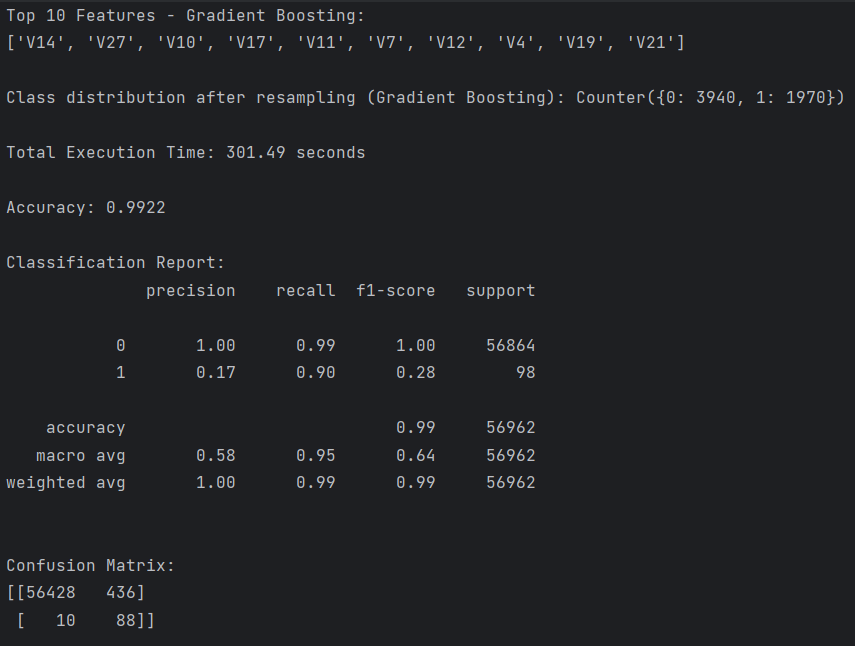 Top 10 Features - Gradient Boosting:
['V14', 'V27', 'V10', 'V17', 'V11', 'V7', 'V12', 'V4', 'V19', 'V21']
Class distribution after resampling (Gradient Boosting): Counter({0: 3940, 1: 1970})
Total Execution Time: 301.49 seconds
Accuracy: 0.9922
Classification Report:
              precision    recall  f1-score   support
           0       1.00      0.99      1.00     56864
           1       0.17      0.90      0.28        98
    accuracy                           0.99     56962
   macro avg       0.58      0.95      0.64     56962
weighted avg       1.00      0.99      0.99     56962
Confusion Matrix:
[[56428   436]
 [   10    88]]